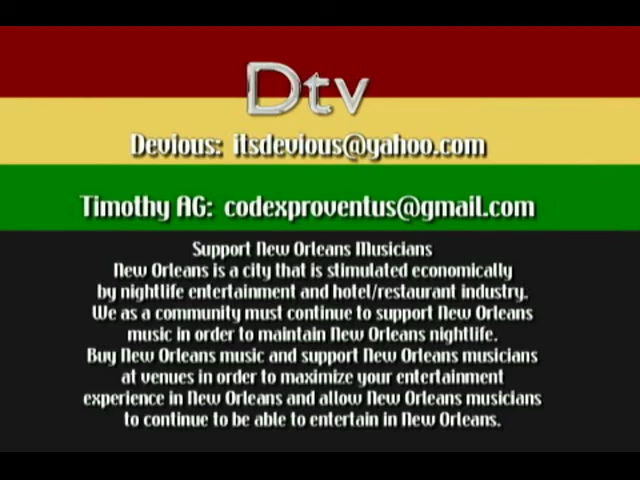 Dtv
Devious: itsdevious@yahoo.com
Timothy AG: codexproventus@gmail.com
Support New Orleans Musicians
New Orleans is a city that is stimulated economically
by nightlife entertainment and hotel/restaurant industry.
We as a community must continue to support New Orleans
music in order to maintain New Orleans nightlife.
Buy New Orleans music and support New Orleans musicians
at venues in order to maximize your entertainment
experience in New Orleans and allow New Orleans musicians
to continue to be able to entertain in New Orleans.